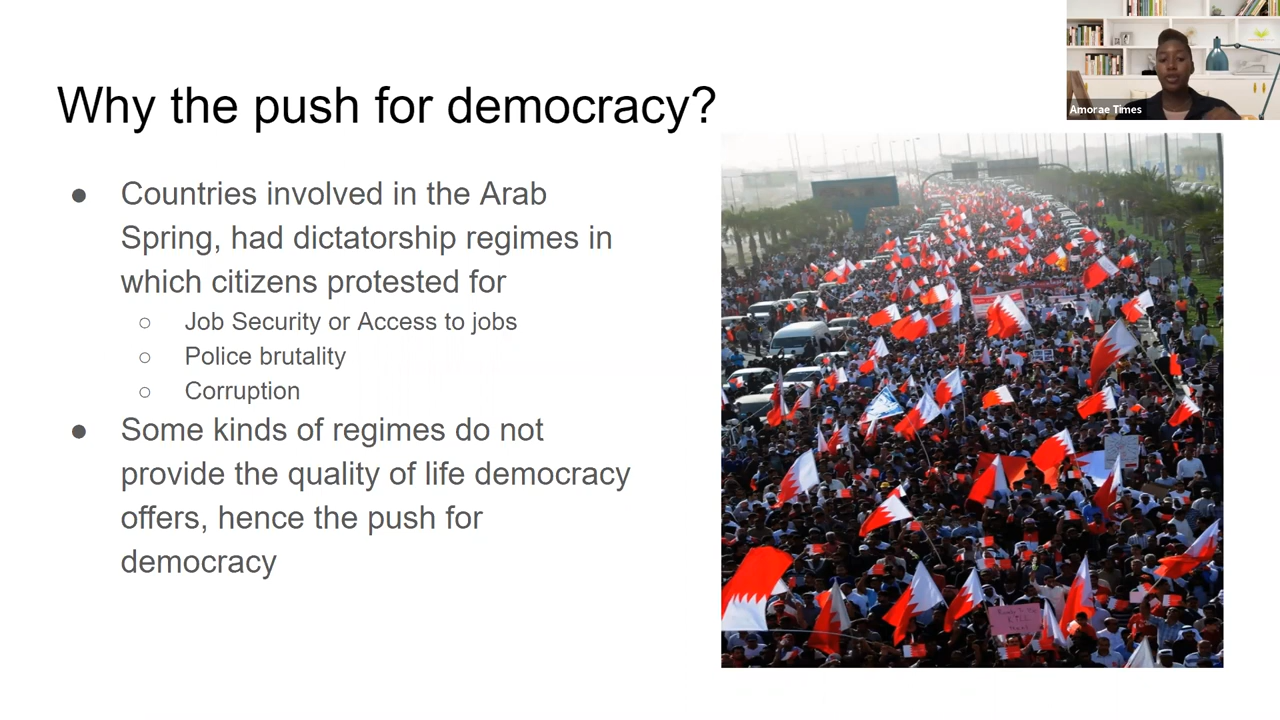 Why the push for democracy?
Amorae Times
● Countries involved in the Arab
Spring, had dictatorship regimes in
which citizens protested for
○ Job Security or Access to jobs
○ Police brutality
○ Corruption
● Some kinds of regimes do not
provide the quality of life democracy
offers, hence the push for
democracy